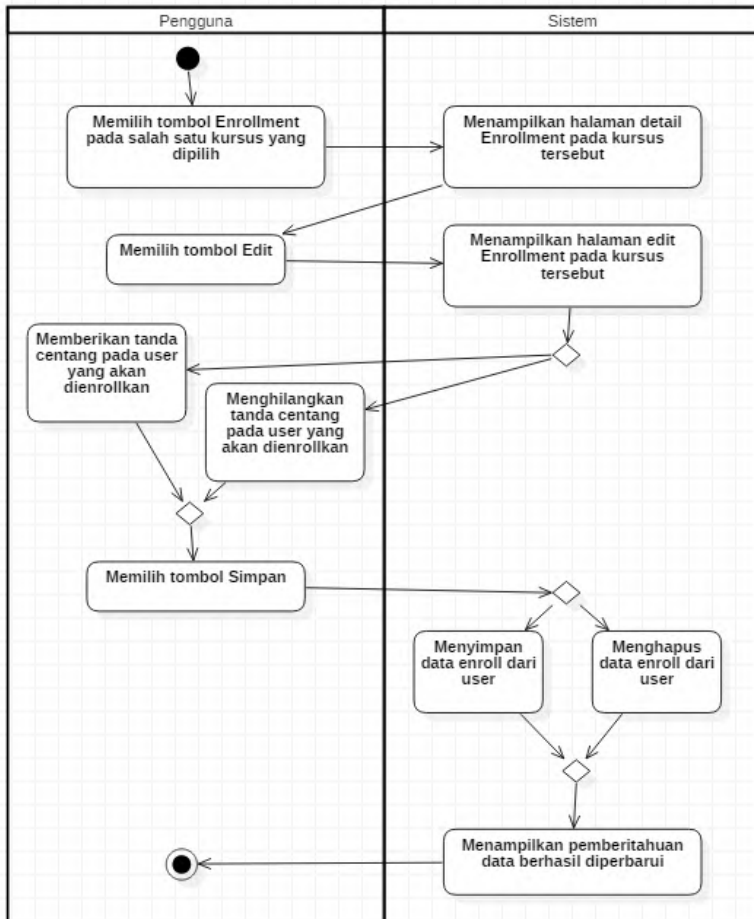 Pengguna
Sistem
Memilih tombol Enrollment
pada salah satu kursus yang
dipilih
Menampilkan halaman detail
Enrollment pada kursus
tersebut
Memilih tombol Edit
Menampilkan halaman edit
Enrollment pada kursus
tersebut
Memberikan tanda
centang pada user
yang akan
dienrollkan
Menghilangkan
tanda centang
pada user yang
akan dienrollkan
Memilih tombol Simpan
Menyimpan
data enroll dari
user
Menghapus
data enroll dari
user
Menampilkan pemberitahuan
data berhasil diperbarui